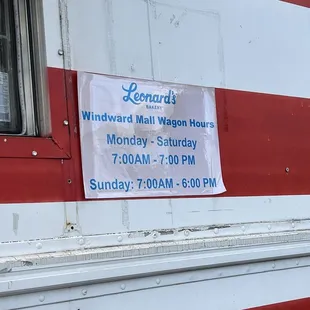 Leonard's
BAKERY
Windward Mall Wagon Hours
Monday - Saturday
7:00AM - 7:00 PM
Sunday: 7:00AM - 6:00 PM